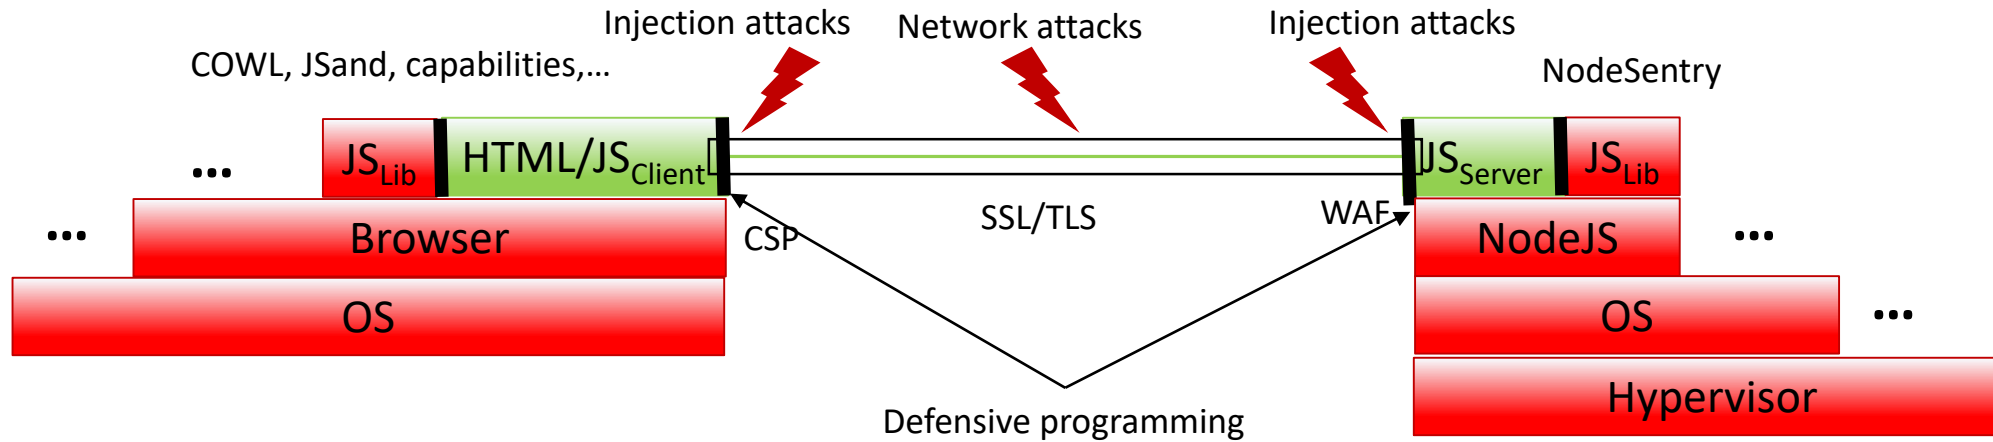 Injection attacks
Network attacks
Injection attacks
COWL, JSand, capabilities,...
NodeSentry
...
JSLib
HTML/JSClient
JSServer
JSLib
...
Browser
CSP
SSL/TLS
WAF
NodeJS
...
OS
OS
...
Defensive programming
Hypervisor